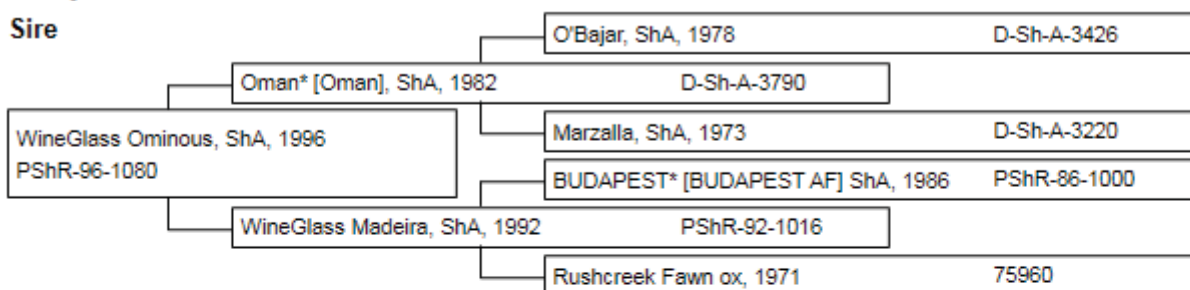 Sire
O'Bajar, ShA, 1978 D-Sh-A-3426
Oman* [Oman], ShA, 1982 D-Sh-A-3790
WineGlass Ominous, ShA, 1996
PShR-96-1080
Marzalla, ShA, 1973 D-Sh-A-3220
BUDAPEST* [BUDAPEST AF] ShA, 1986 PShR-86-1000
WineGlass Madeira, ShA, 1992 PShR-92-1016
Rushcreek Fawn ox, 1971 75960